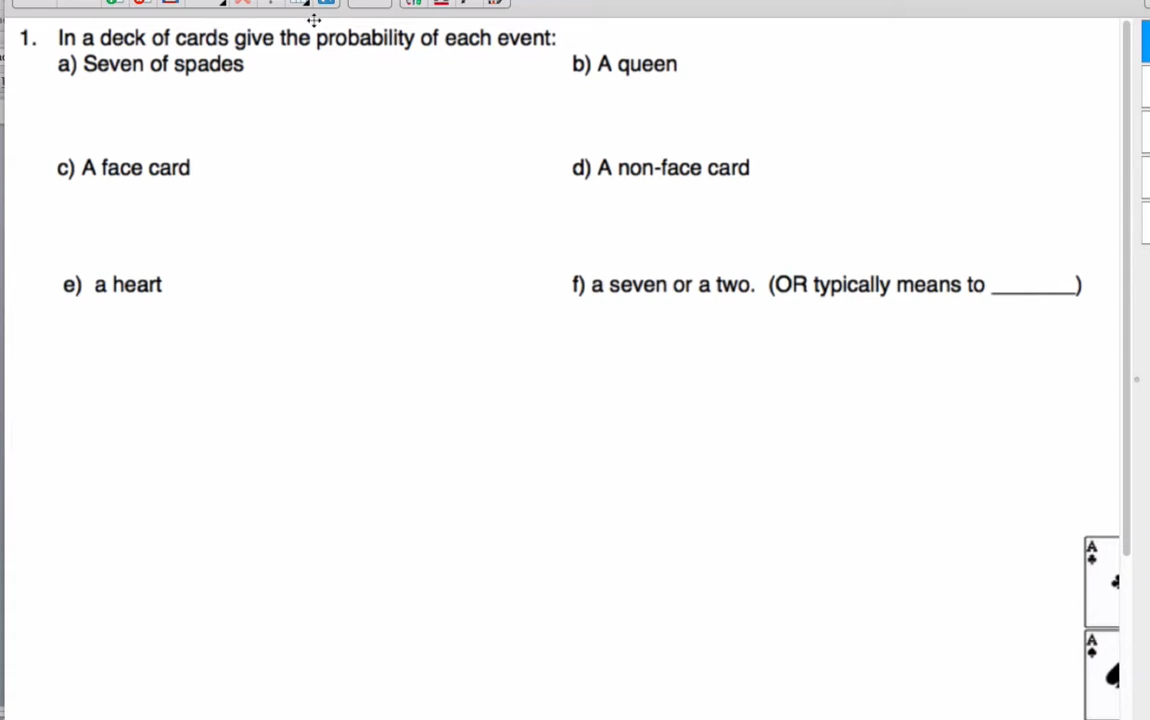 1. In a deck of cards give the probability of each event:
a) Seven of spades
b) A queen
c) A face card
d) A non-face card
e) a heart
f) a seven or a two. (OR typically means to ________)
A
A